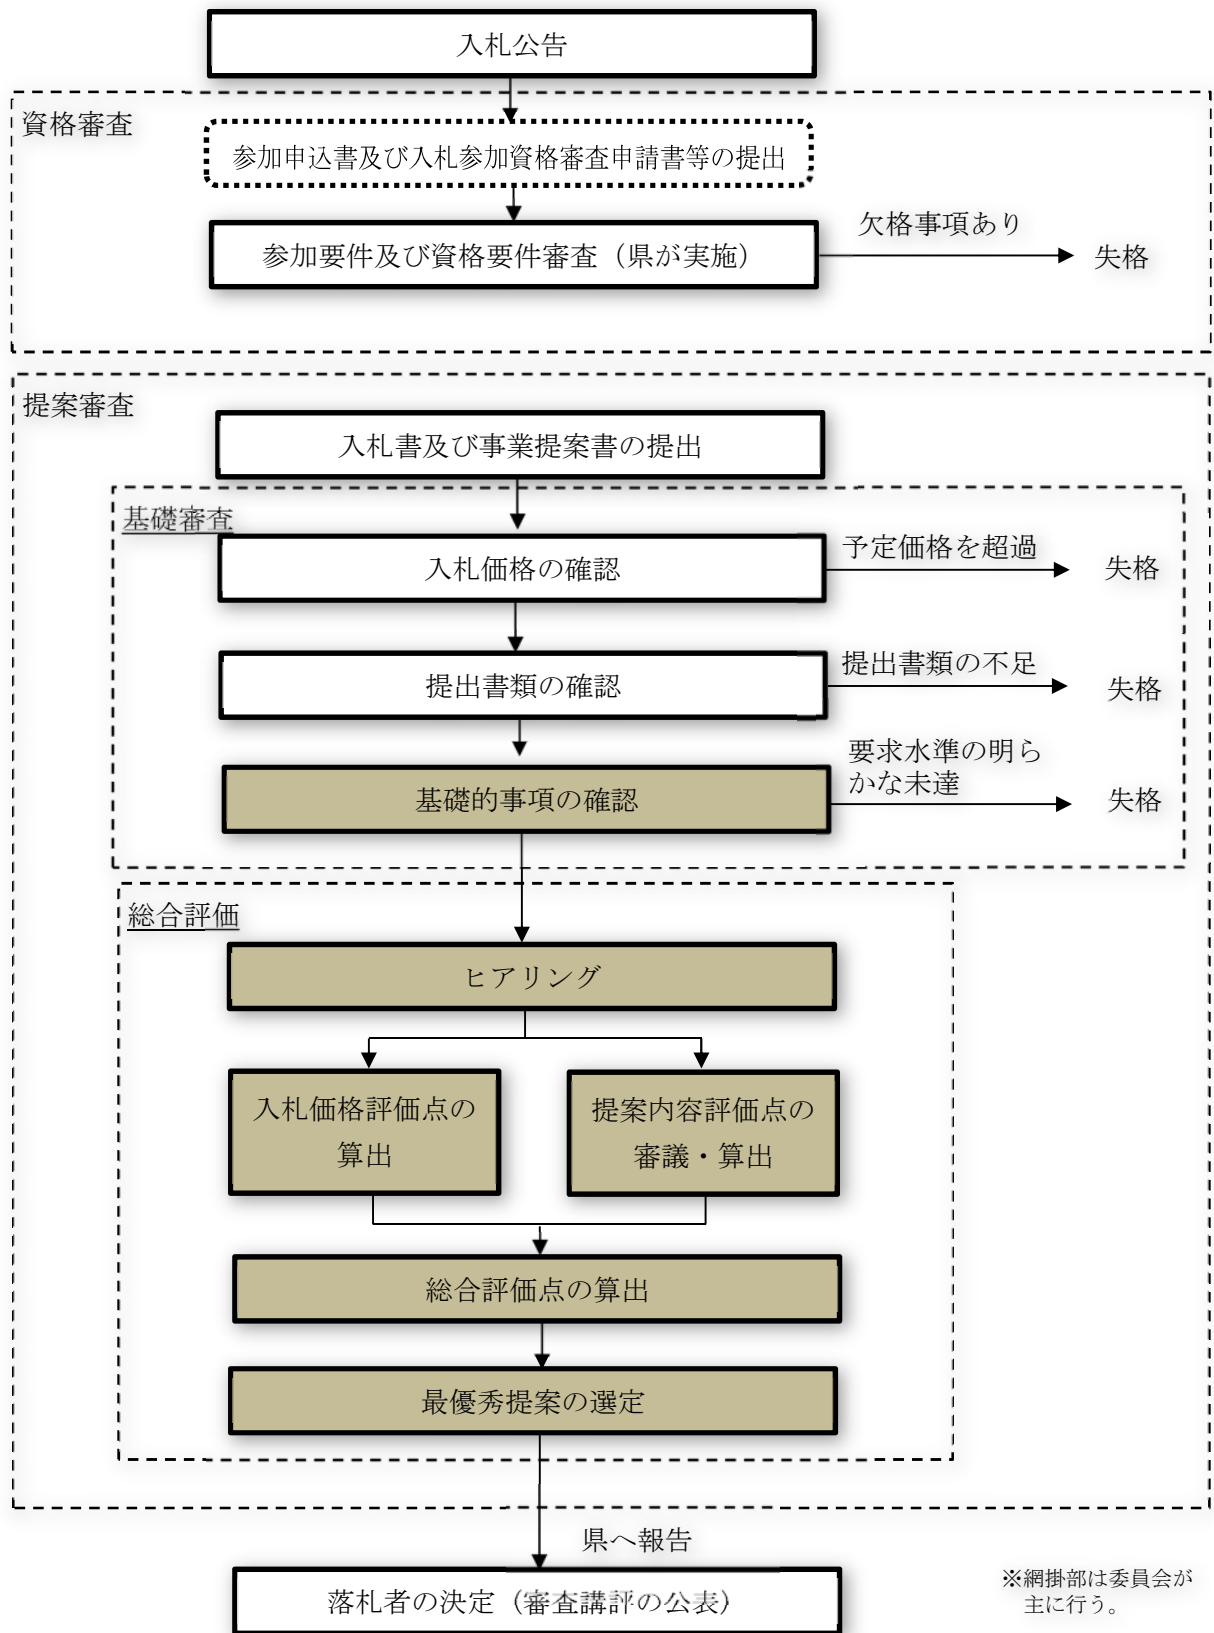 入札公告
資格審査
参加申込書及び入札参加資格審査申請書等の提出
参加要件及び資格要件審査（県が実施）
欠格事項あり
失格
提案審査
入札書及び事業提案書の提出
基礎審査
入札価格の確認
予定価格を超過
失格
提出書類の確認
提出書類の不足
失格
基礎的事項の確認
要求水準の明ら
かな未達
失格
総合評価
ヒアリング
入札価格評価点の
算出
提案内容評価点の
審議・算出
総合評価点の算出
最優秀提案の選定
県へ報告
落札者の決定（審査講評の公表）
※網掛部は委員会が
主に行う。